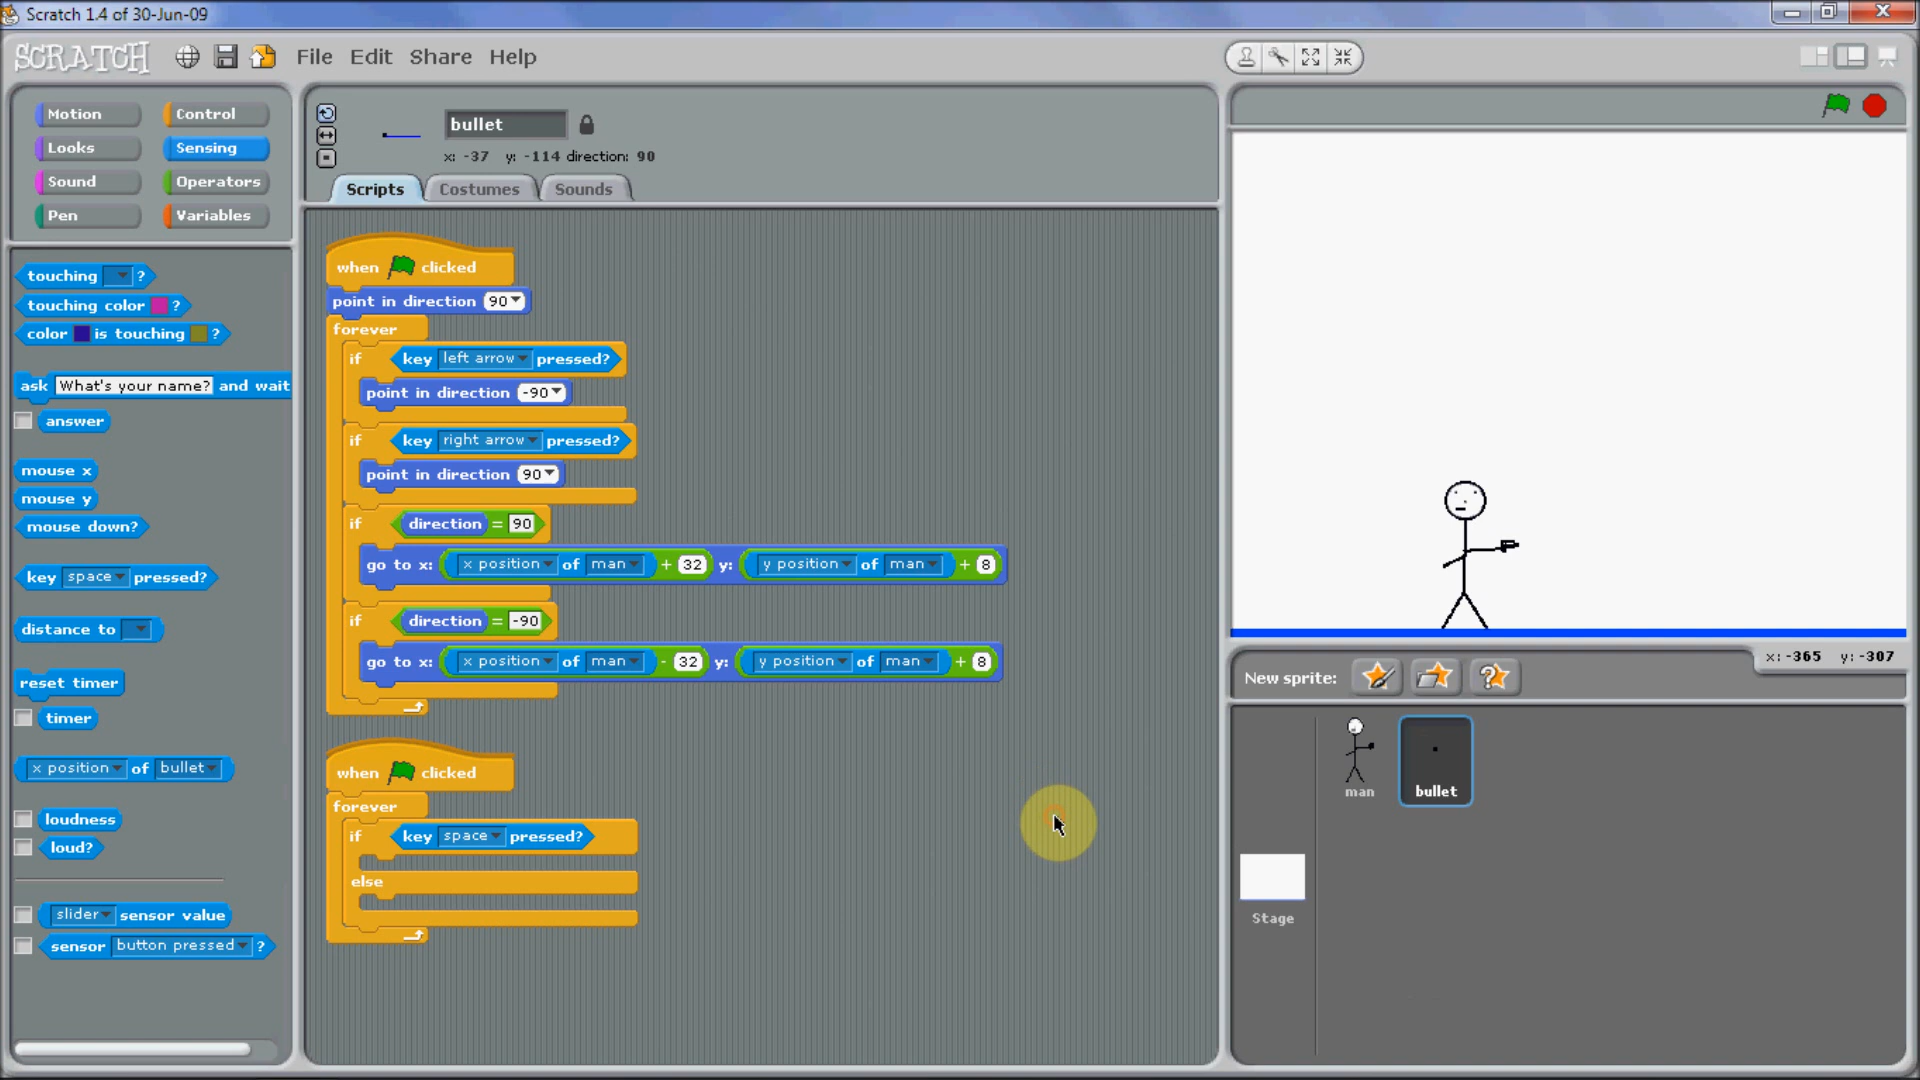 Scratch 1.4 of 30-Jun-09
SCRATCH File Edit Share Help
Motion Control
Looks Sensing
Sound Operators
Pen Variables
touching ?
touching color ?
color is touching ?
ask What's your name? and wait
answer
mouse x
mouse y
mouse down?
key space pressed?
distance to
reset timer
timer
x position of bullet
loudness
loud?
slider sensor value
sensor button pressed ?
bullet
x: -37 y: -114 direction: 90
Scripts Costumes Sounds
when clicked
point in direction 90
forever
if key left arrow pressed?
point in direction -90
if key right arrow pressed?
point in direction 90
if direction = 90
go to x: x position of man + 32 y: y position of man + 8
if direction = -90
go to x: x position of man - 32 y: y position of man + 8
when clicked
forever
if key space pressed?
else
x: -365 y: -307
New sprite:
man
bullet
Stage